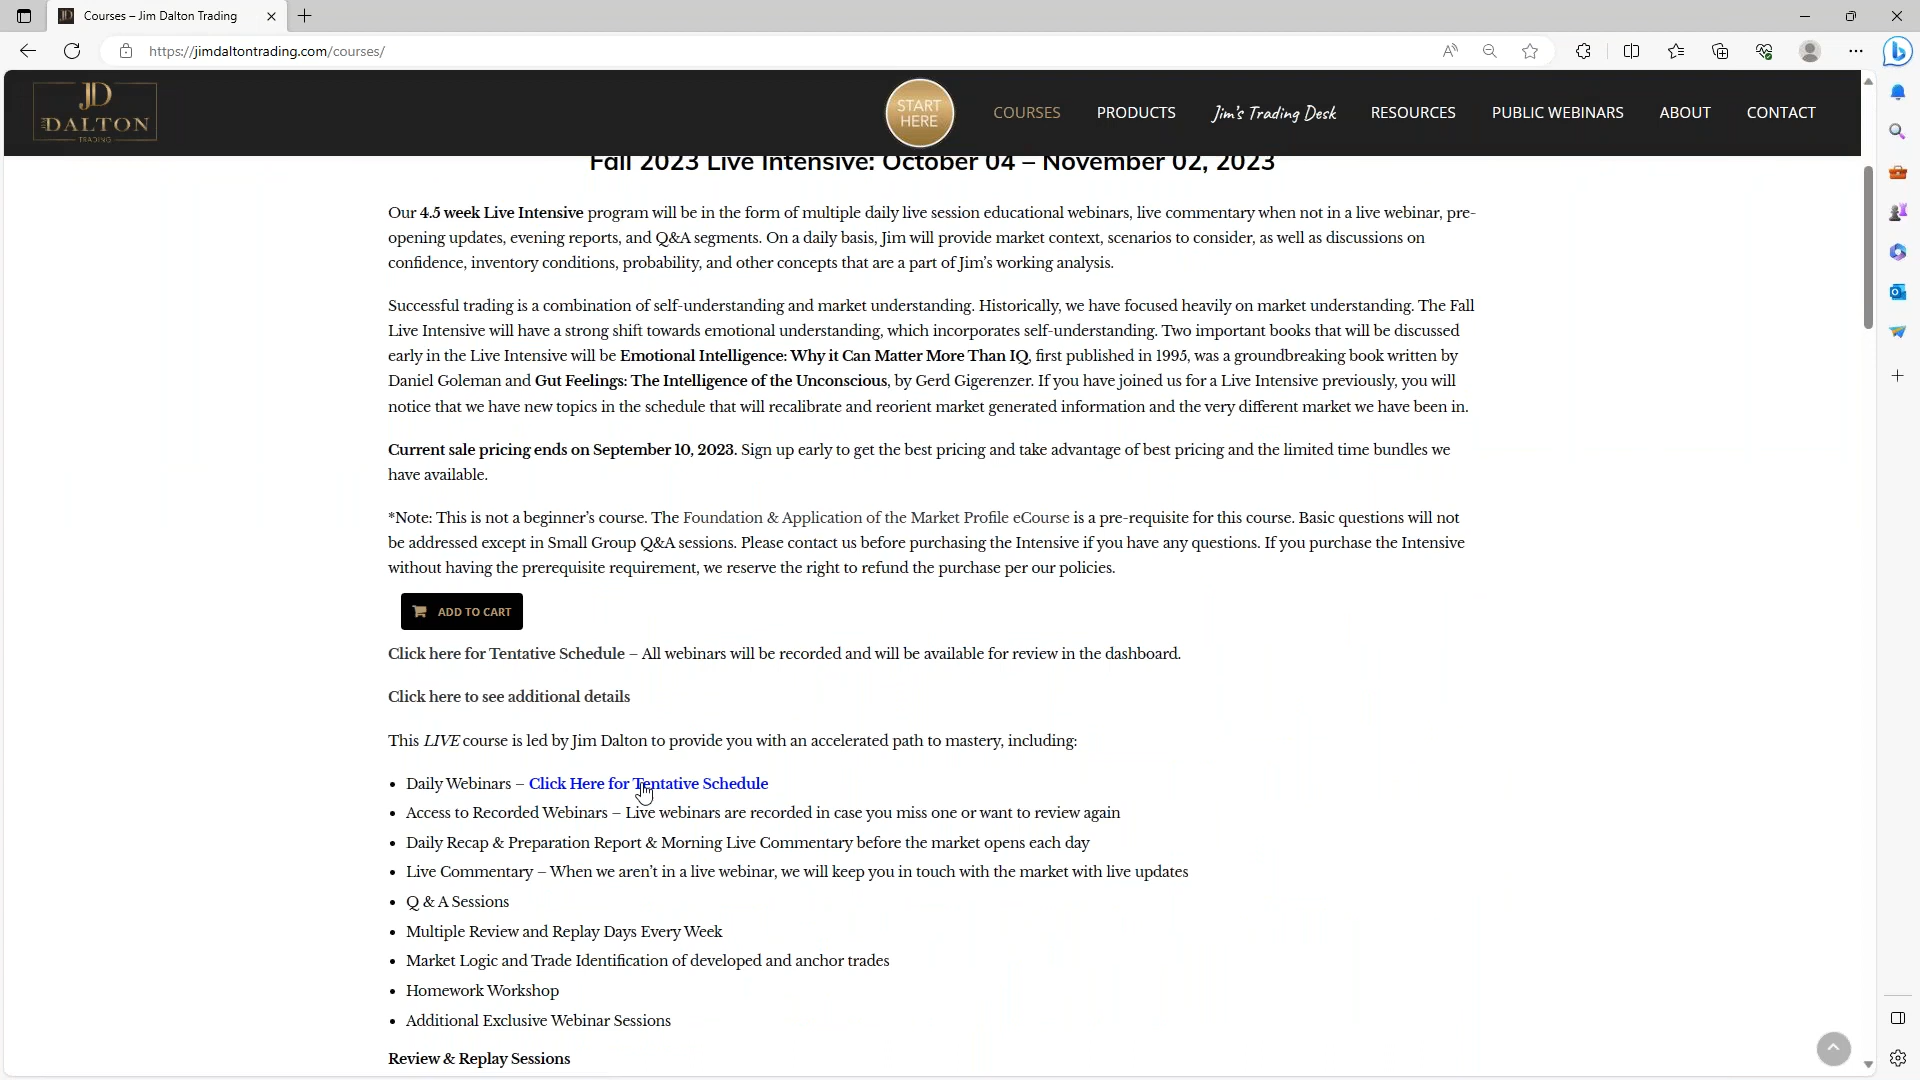 Courses – Jim Dalton Trading
https://jimdaltontrading.com/courses/
JD
DALTON
TRADING
START
HERE
COURSES
PRODUCTS
Jim's Trading Desk
RESOURCES
PUBLIC WEBINARS
ABOUT
CONTACT
Fall 2023 Live Intensive: October 04 – November 02, 2023
Our 4.5 week Live Intensive program will be in the form of multiple daily live session educational webinars, live commentary when not in a live webinar, pre-
opening updates, evening reports, and Q&A segments. On a daily basis, Jim will provide market context, scenarios to consider, as well as discussions on
confidence, inventory conditions, probability, and other concepts that are a part of Jim's working analysis.
Successful trading is a combination of self-understanding and market understanding. Historically, we have focused heavily on market understanding. The Fall
Live Intensive will have a strong shift towards emotional understanding, which incorporates self-understanding. Two important books that will be discussed
early in the Live Intensive will be Emotional Intelligence: Why it Can Matter More Than IQ, first published in 1995, was a groundbreaking book written by
Daniel Goleman and Gut Feelings: The Intelligence of the Unconscious, by Gerd Gigerenzer. If you have joined us for a Live Intensive previously, you will
notice that we have new topics in the schedule that will recalibrate and reorient market generated information and the very different market we have been in.
Current sale pricing ends on September 10, 2023. Sign up early to get the best pricing and take advantage of best pricing and the limited time bundles we
have available.
*Note: This is not a beginner's course. The Foundation & Application of the Market Profile eCourse is a pre-requisite for this course. Basic questions will not
be addressed except in Small Group Q&A sessions. Please contact us before purchasing the Intensive if you have any questions. If you purchase the Intensive
without having the prerequisite requirement, we reserve the right to refund the purchase per our policies.
ADD TO CART
Click here for Tentative Schedule – All webinars will be recorded and will be available for review in the dashboard.
Click here to see additional details
This LIVE course is led by Jim Dalton to provide you with an accelerated path to mastery, including:
• Daily Webinars – Click Here for Tentative Schedule
• Access to Recorded Webinars – Live webinars are recorded in case you miss one or want to review again
• Daily Recap & Preparation Report & Morning Live Commentary before the market opens each day
• Live Commentary – When we aren't in a live webinar, we will keep you in touch with the market with live updates
• Q & A Sessions
• Multiple Review and Replay Days Every Week
• Market Logic and Trade Identification of developed and anchor trades
• Homework Workshop
• Additional Exclusive Webinar Sessions
Review & Replay Sessions